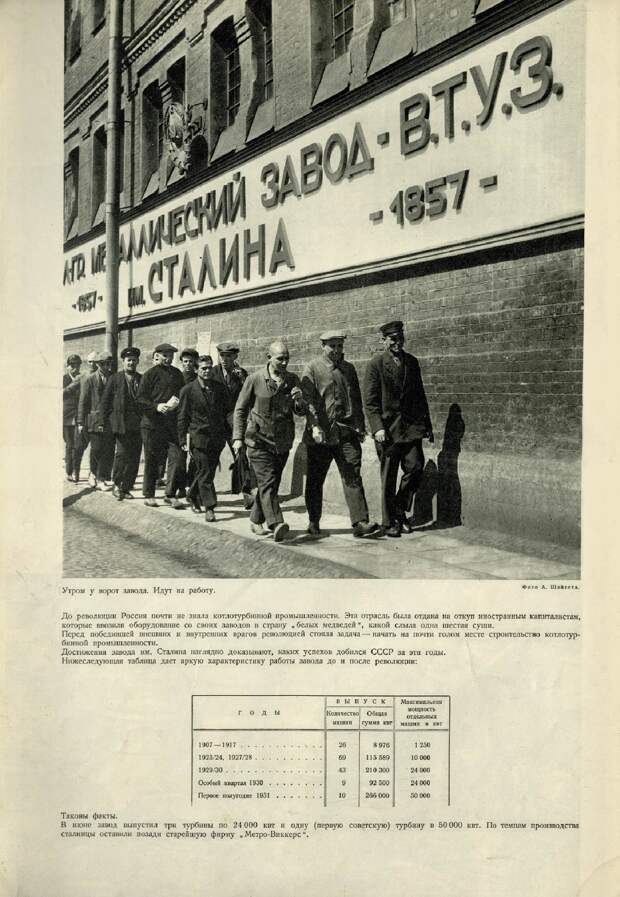 Л-ГР. МЕТАЛЛИЧЕСКИЙ ЗАВОД - В.Т.У.З.
- 1857 - ИМ. СТАЛИНА - 1857 -
Утром у ворот завода. Идут на работу.
Фото А. Шайхета.
До революции Россия почти не знала котлотурбинной промышленности. Эта отрасль была отдана на откуп иностранным капиталистам,
которые ввозили оборудование со своих заводов в страну „белых медведей“, какой слыла одна шестая суши.
Перед победившей внешних и внутренних врагов революцией стояла задача — начать на почти голом месте строительство котлотур-
бинной промышленности.
Достижения завода им. Сталина наглядно доказывают, каких успехов добился СССР за эти годы.
Нижеследующая таблица дает яркую характеристику работы завода до и после революции:
ГОДЫ
ВЫПУСК
Количество машин
Общая сумма квт
Максимальная мощность отдельных машин в квт
1907—1917 . . . . . . . . . . . . 26 8 976 1 250
1923/24, 1927/28 . . . . . . . . . 69 115 589 10 000
1929/30 . . . . . . . . . . . . . 43 210 300 24 000
Особый квартал 1930 . . . . . . . . 9 92 500 24 000
Первое полугодие 1931 . . . . . . . 10 266 000 50 000
Таковы факты.
В июне завод выпустил три турбины по 24 000 квт и одну (первую советскую) турбину в 50 000 квт. По темпам производства
сталинцы оставили позади старейшую фирму „Метро-Виккерс“.